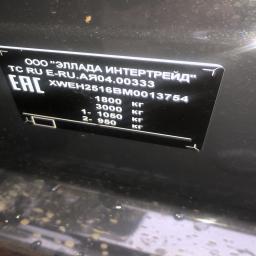 ООО "ЭЛЛАДА ИНТЕРТРЕЙД"
ТС RU E-RU.АЯ04.00333
EAC XWEH2516BM0013754
1800 кг
3000 кг
1- 1050 кг
2- 950 кг